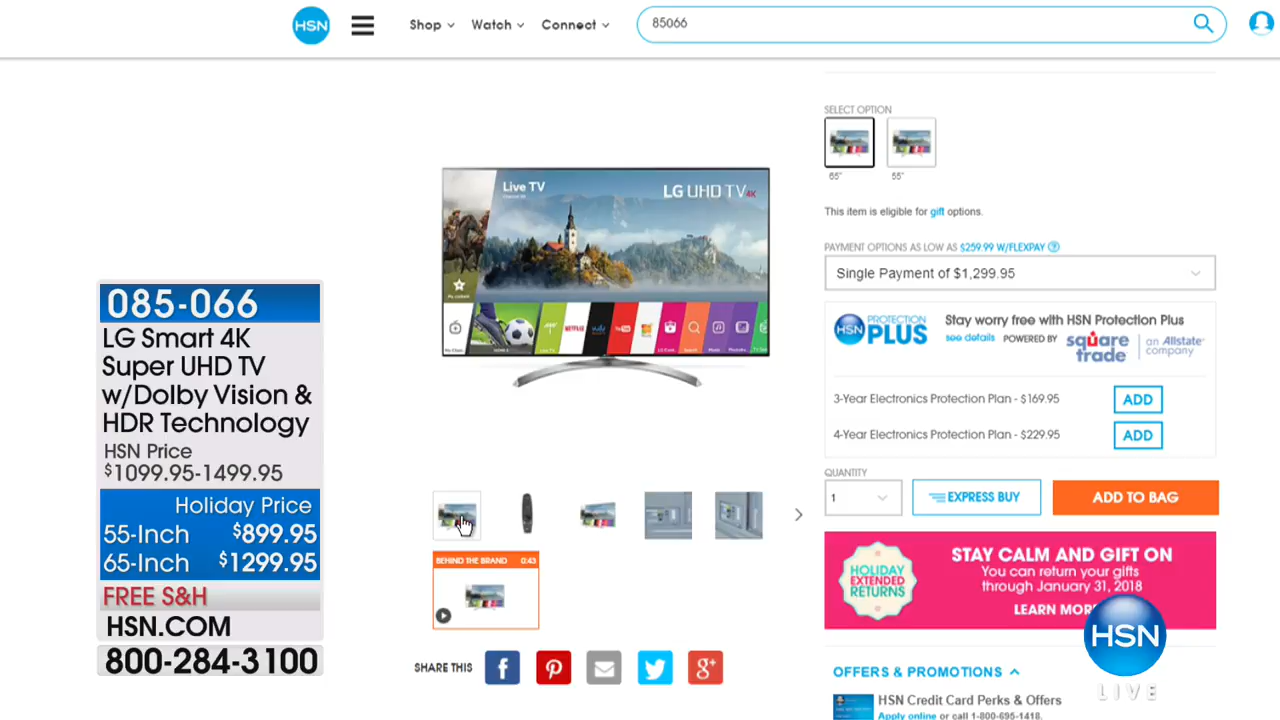 HSN
Shop
Watch
Connect
85066
SELECT OPTION
65"
55"
This item is eligible for gift options.
PAYMENT OPTIONS AS LOW AS $259.99 W/FLEXPAY ?
Single Payment of $1,299.95
HSN PROTECTION PLUS
Stay worry free with HSN Protection Plus
see details POWERED BY square trade an Allstate company
3-Year Electronics Protection Plan - $169.95
ADD
4-Year Electronics Protection Plan - $229.95
ADD
QUANTITY
1
EXPRESS BUY
ADD TO BAG
HOLIDAY EXTENDED RETURNS
STAY CALM AND GIFT ON
You can return your gifts
through January 31, 2018
LEARN MOR
OFFERS & PROMOTIONS
HSN Credit Card Perks & Offers
Apply online or call 1-800-695-1418.
HSN
LIVE
Live TV
LG UHD TV 4K
NETFLIX
YouTube
BEHIND THE BRAND 0:43
SHARE THIS
085-066
LG Smart 4K
Super UHD TV
w/Dolby Vision &
HDR Technology
HSN Price
$1099.95-1499.95
Holiday Price
55-Inch $899.95
65-Inch $1299.95
FREE S&H
HSN.COM
800-284-3100